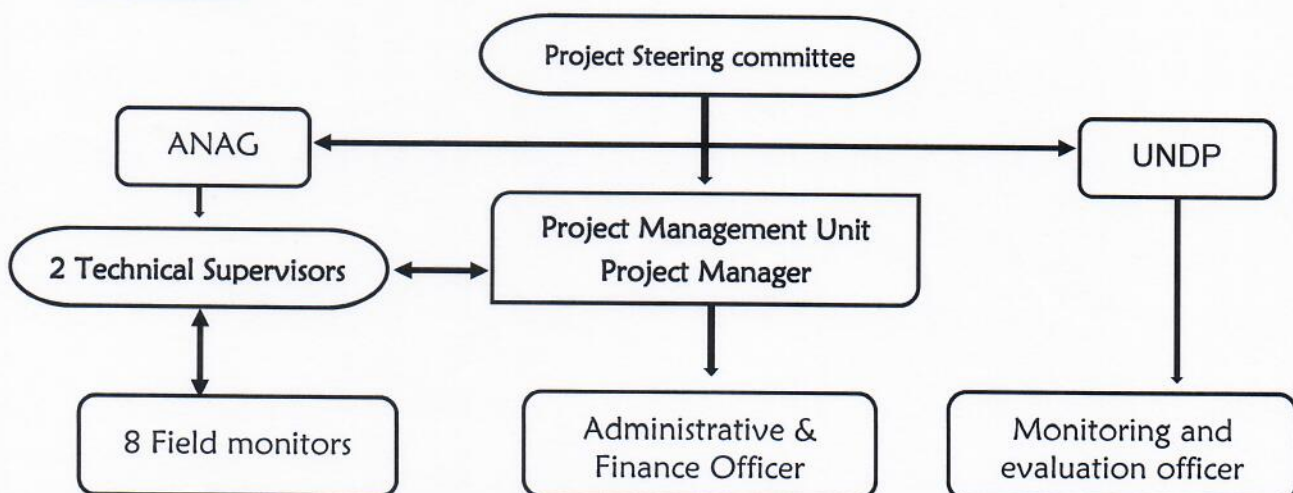 Project Steering committee
ANAG
UNDP
Project Management Unit
Project Manager
2 Technical Supervisors
8 Field monitors
Administrative &
Finance Officer
Monitoring and
evaluation officer